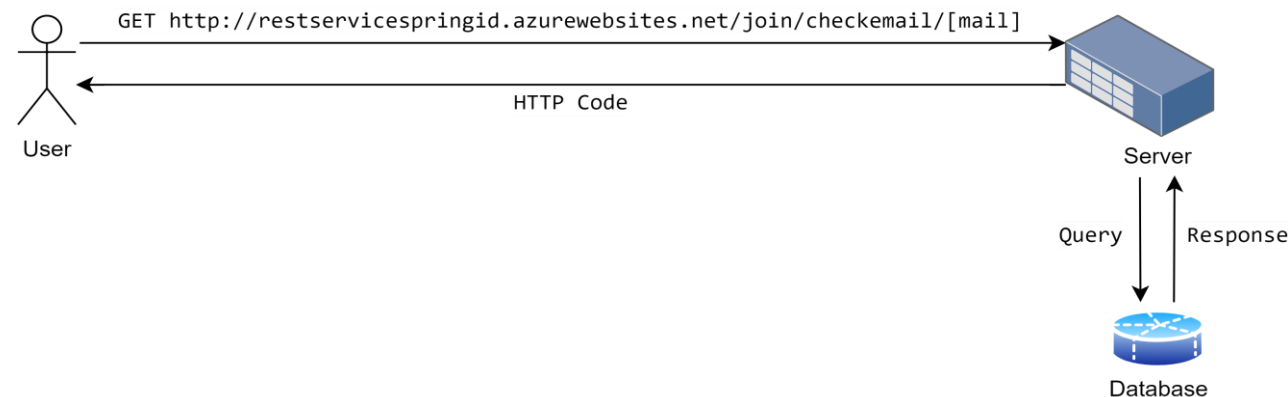 GET http://restservicespringid.azurewebsites.net/join/checkemail/[mail]
HTTP Code
User
Server
Query
Response
Database